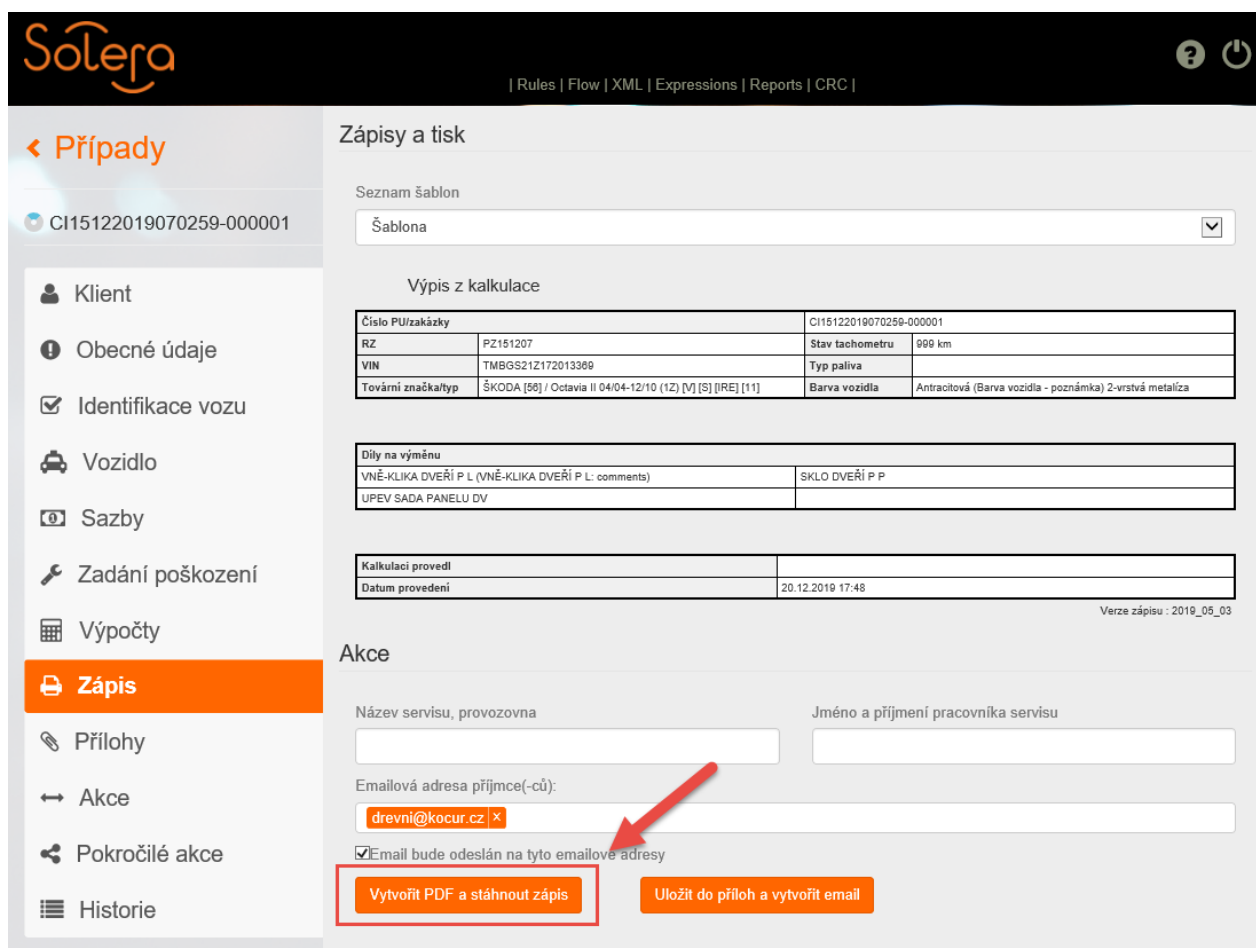 Solera
| Rules | Flow | XML | Expressions | Reports | CRC |
Případy
CI15122019070259-000001
Klient
Obecné údaje
Identifikace vozu
Vozidlo
Sazby
Zadání poškození
Výpočty
Zápis
Přílohy
Akce
Pokročilé akce
Historie
Zápisy a tisk
Seznam šablon
Šablona
Výpis z kalkulace
Číslo PU/zakázky CI15122019070259-000001
RZ PZ151207 Stav tachometru 999 km
VIN TMBGS21Z172013369 Typ paliva
Tovární značka/typ ŠKODA [56] / Octavia II 04/04-12/10 (1Z) [V] [S] [IRE] [11] Barva vozidla Antracitová (Barva vozidla - poznámka) 2-vrstvá metalíza
Díly na výměnu
VNĚ-KLIKA DVEŘÍ P L (VNĚ-KLIKA DVEŘÍ P L: comments) SKLO DVEŘÍ P P
UPEV SADA PANELU DV
Kalkulaci provedl
Datum provedení 20.12.2019 17:48
Verze zápisu : 2019_05_03
Akce
Název servisu, provozovna Jméno a příjmení pracovníka servisu
Emailová adresa příjmce(-ců):
drevni@kocur.cz x
Email bude odeslán na tyto emailové adresy
Vytvořit PDF a stáhnout zápis Uložit do příloh a vytvořit email